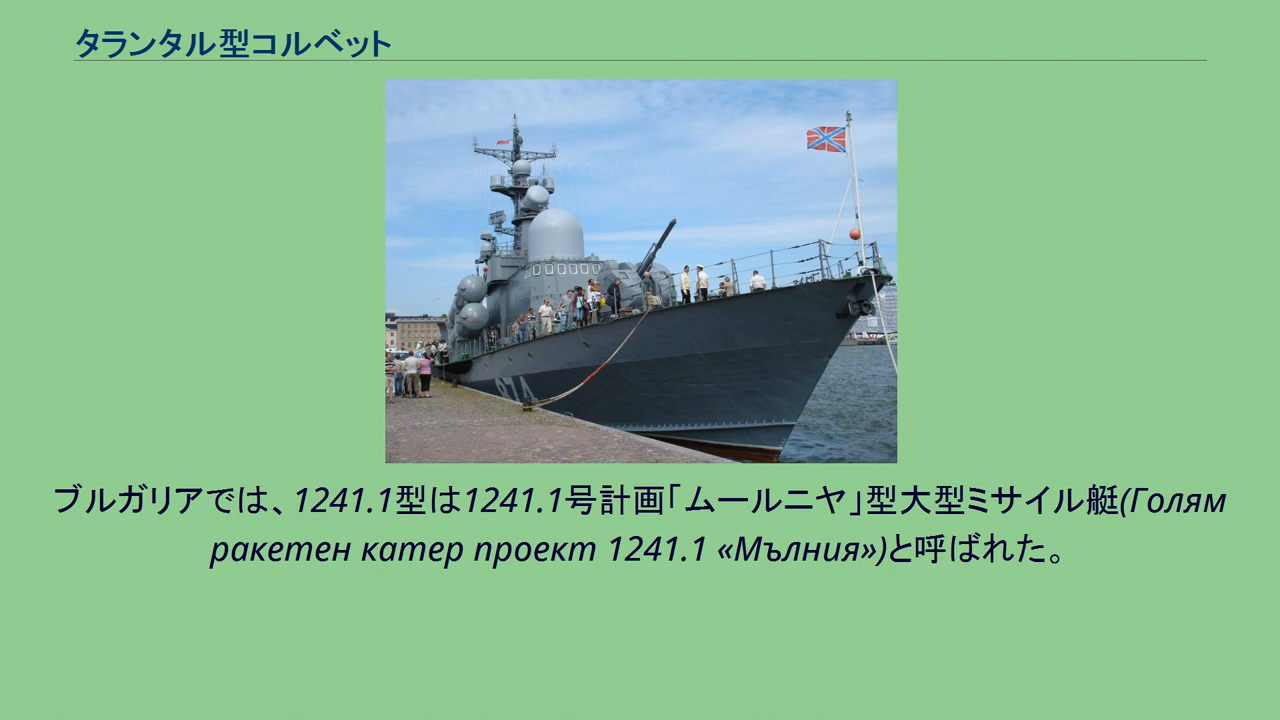 タランタル型コルベット
874
ブルガリアでは、1241.1型は1241.1号計画「ムールニヤ」型大型ミサイル艇(Голям
ракетен катер проект 1241.1 «Мълния»)と呼ばれた。